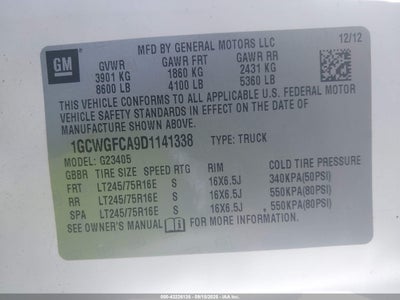 MFD BY GENERAL MOTORS LLC 12/12
GM
GVWR GAWR FRT GAWR RR
3901 KG 1860 KG 2431 KG
8600 LB 4100 LB 5360 LB
THIS VEHICLE CONFORMS TO ALL APPLICABLE U.S. FEDERAL MOTOR
VEHICLE SAFETY STANDARDS IN EFFECT ON THE DATE OF MANUFACTURE
SHOWN ABOVE.
1GCWGFCA9D1141338 TYPE: TRUCK
MODEL: G23405
GBBR TIRE SIZE SPEED RTG RIM COLD TIRE PRESSURE
FRT LT245/75R16E S 16X6.5J 340KPA(50PSI)
RR LT245/75R16E S 16X6.5J 550KPA(80PSI)
SPA LT245/75R16E S 16X6.5J 550KPA(80PSI)
SEE OWNER'S MANUAL FOR ADDITIONAL INFORMATION.